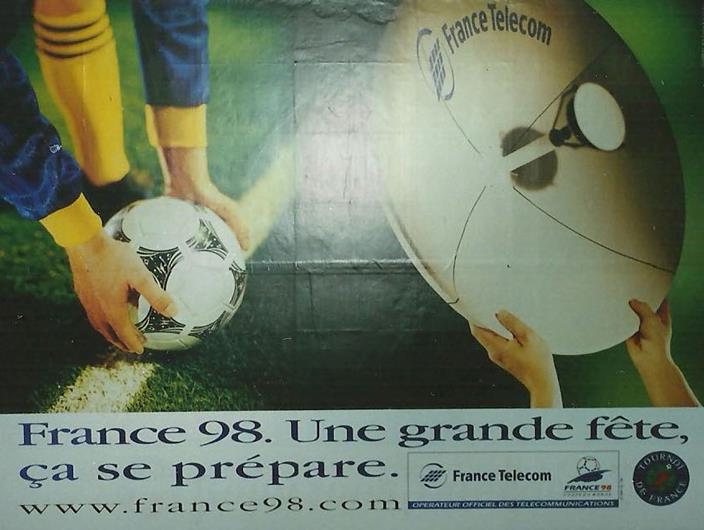 France Telecom
France 98. Une grande fête,
ça se prépare.
www.france98.com
France Telecom
FRANCE 98
OPERATEUR OFFICIEL DES TELECOMMUNICATIONS
TOURNOI
DE FRANCE